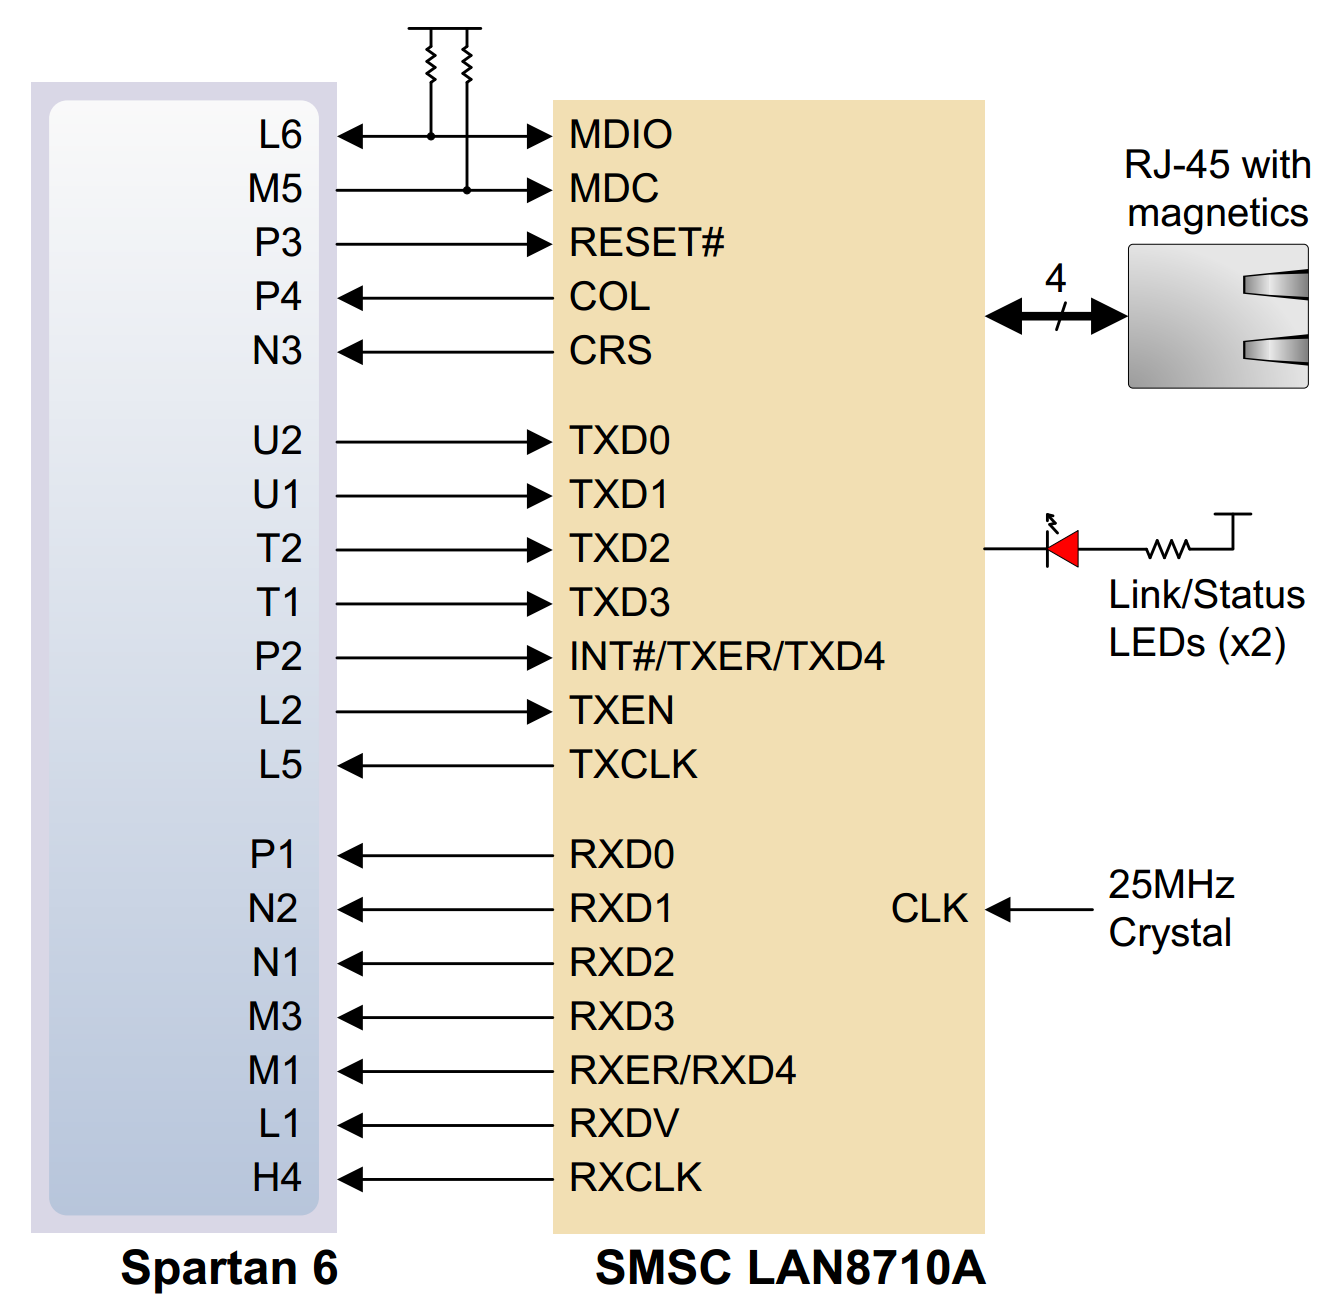 L6 MDIO
M5 MDC
P3 RESET#
P4 COL
N3 CRS
U2 TXD0
U1 TXD1
T2 TXD2
T1 TXD3
P2 INT#/TXER/TXD4
L2 TXEN
L5 TXCLK
P1 RXD0
N2 RXD1
N1 RXD2
M3 RXD3
M1 RXER/RXD4
L1 RXDV
H4 RXCLK
Spartan 6
SMSC LAN8710A
RJ-45 with
magnetics
4
Link/Status
LEDs (x2)
CLK
25MHz
Crystal